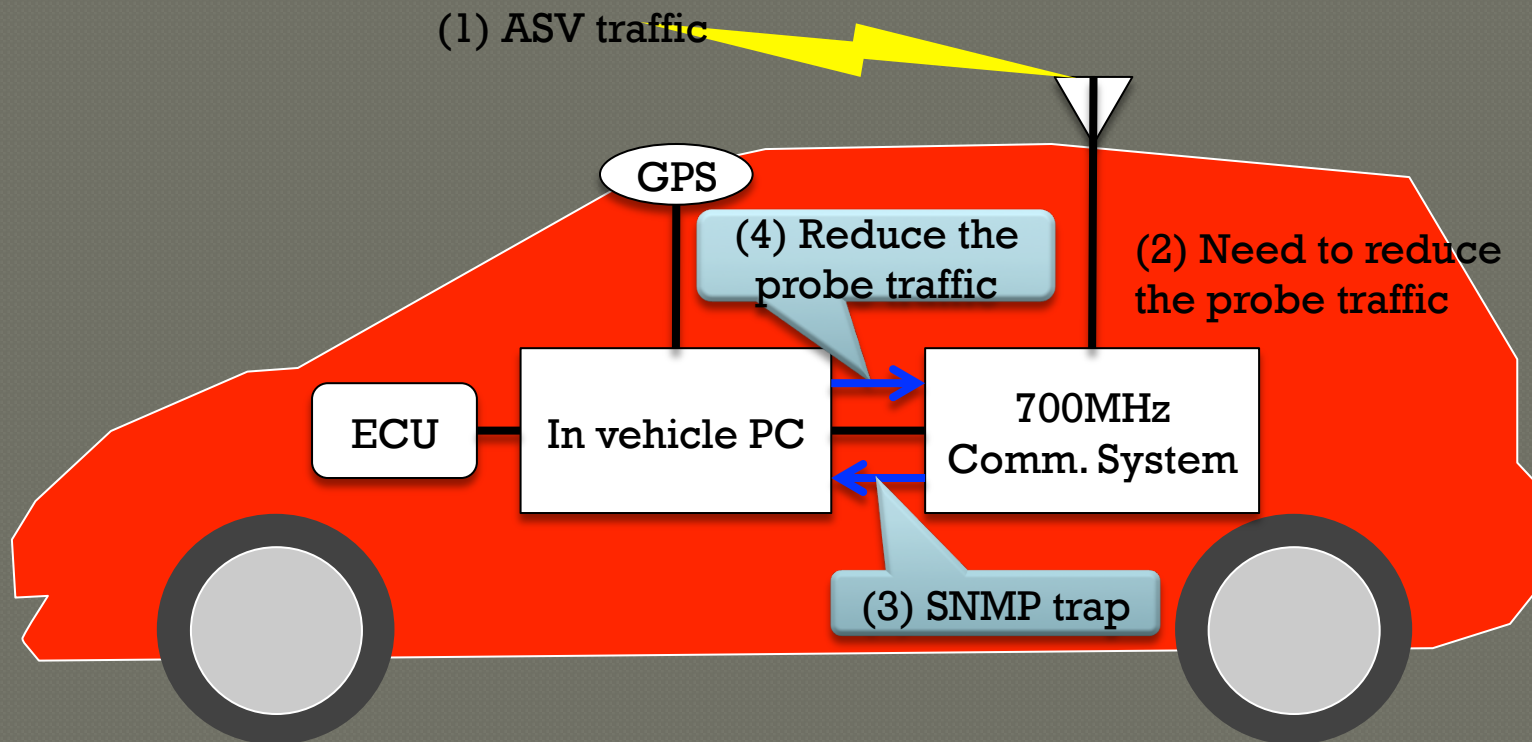 (1) ASV traffic
GPS
(4) Reduce the
probe traffic
(2) Need to reduce
the probe traffic
ECU
In vehicle PC
700MHz
Comm. System
(3) SNMP trap